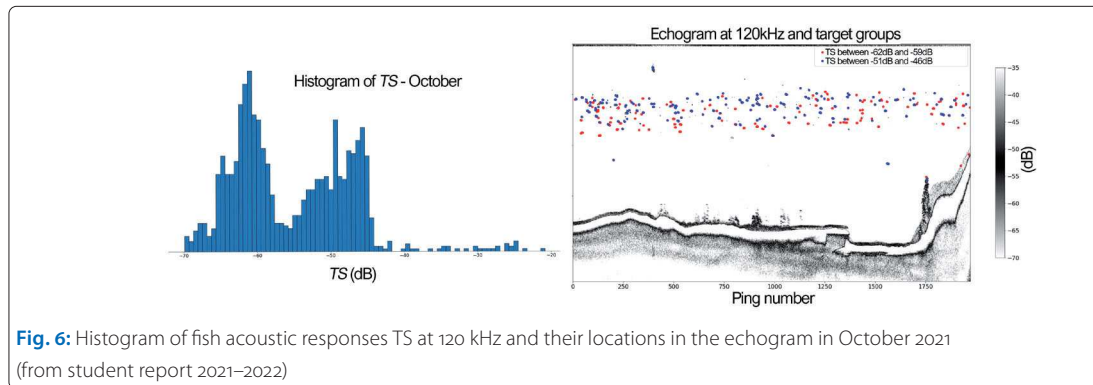 Histogram of TS - October
-70
-60
-50
-40
-30
-20
TS (dB)
Echogram at 120kHz and target groups
TS between -62dB and -59dB
TS between -51dB and -46dB
0
250
500
750
1000
1250
1500
1750
Ping number
-35
-40
-45
-50
-55
-60
-65
-70
(dB)
Fig. 6: Histogram of fish acoustic responses TS at 120 kHz and their locations in the echogram in October 2021
(from student report 2021–2022)